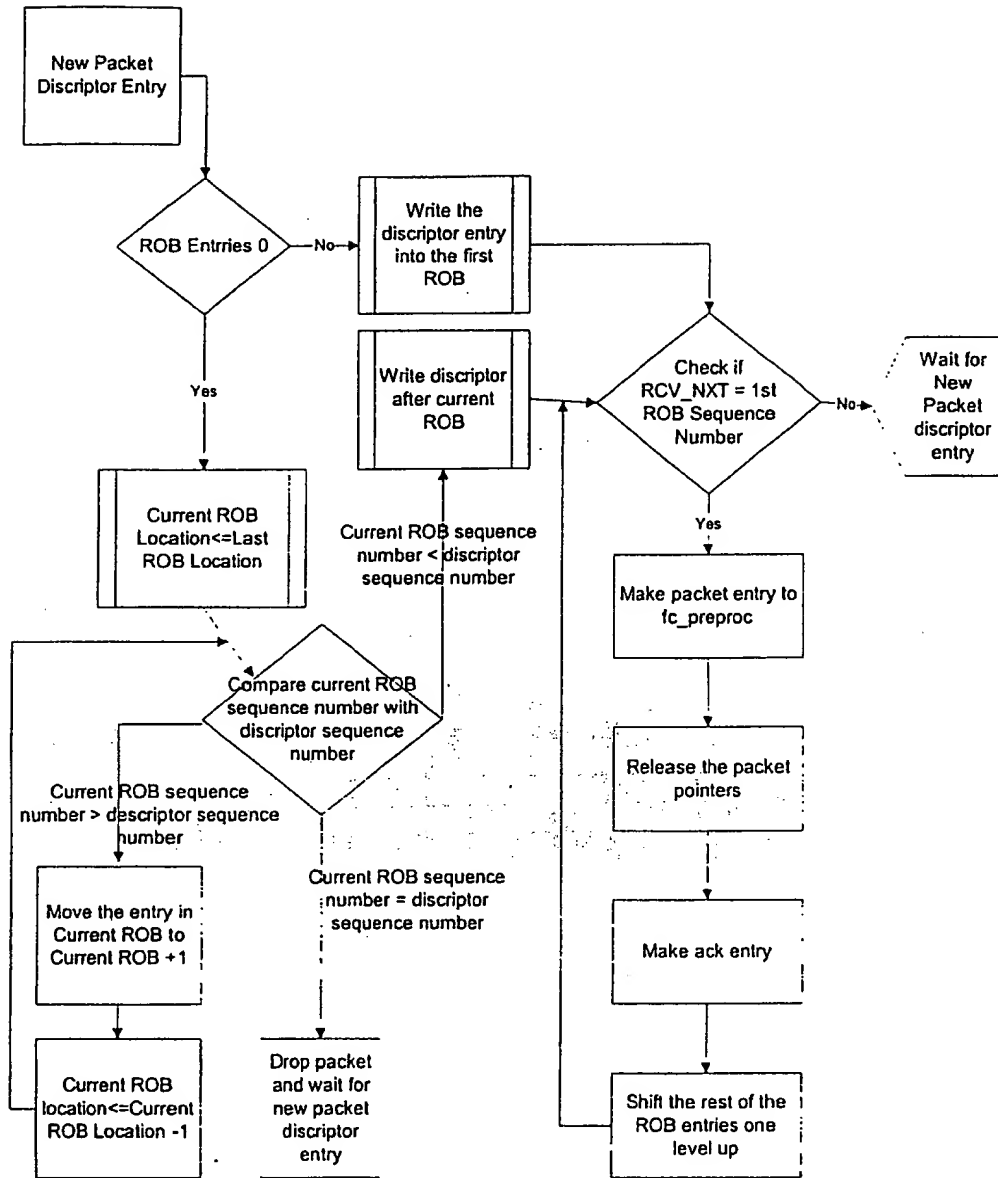 New Packet
Discriptor Entry
ROB Entrries 0
No
Write the
discriptor entry
into the first
ROB
Yes
Write discriptor
after current
ROB
Check if
RCV_NXT = 1st
ROB Sequence
Number
No
Wait for
New
Packet
discriptor
entry
Current ROB
Location<=Last
ROB Location
Current ROB sequence
number < discriptor
sequence number
Yes
Make packet entry to
fc_preproc
Compare current ROB
sequence number with
discriptor sequence
number
Release the packet
pointers
Current ROB sequence
number > descriptor sequence
number
Current ROB sequence
number = discriptor
sequence number
Move the entry in
Current ROB to
Current ROB +1
Make ack entry
Current ROB
location<=Current
ROB Location -1
Drop packet
and wait for
new packet
discriptor
entry
Shift the rest of the
ROB entries one
level up